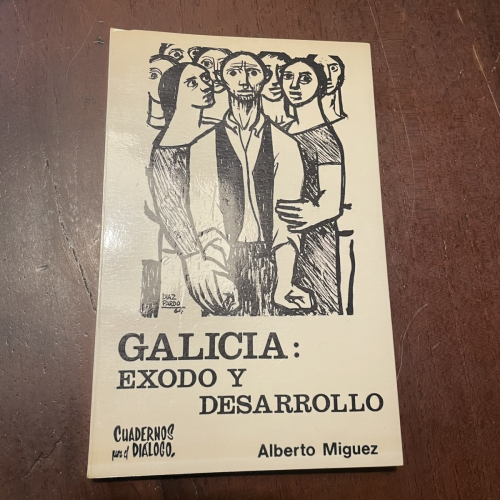 DIAZ
PARDO
GALICIA:
EXODO Y
DESARROLLO
CUADERNOS
para el
DIALOGO,
Alberto Miguez